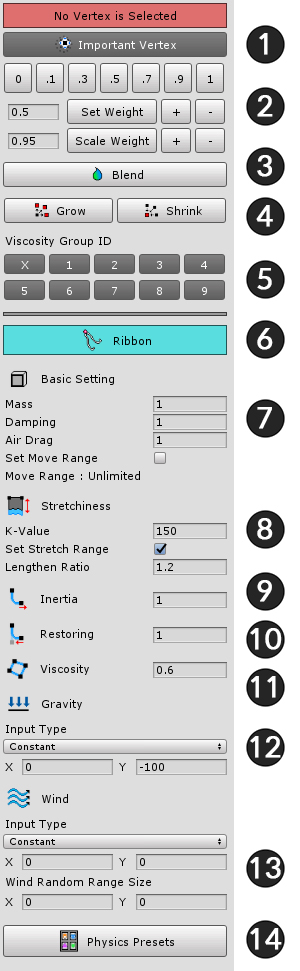 No Vertex is Selected
Important Vertex
1
0 .1 .3 .5 .7 .9 1
0.5 Set Weight + -
2
0.95 Scale Weight + -
Blend
3
Grow Shrink
4
Viscosity Group ID
X 1 2 3 4
5
5 6 7 8 9
Ribbon
6
Basic Setting
Mass 1
7
Damping 1
Air Drag 1
Set Move Range
Move Range : Unlimited
Stretchiness
K-Value 150
8
Set Stretch Range
Lengthen Ratio 1.2
Inertia 1
9
Restoring 1
10
Viscosity 0.6
11
Gravity
Input Type
Constant
12
X 0 Y -100
Wind
Input Type
Constant
X 0 Y 0
13
Wind Random Range Size
X 0 Y 0
Physics Presets
14